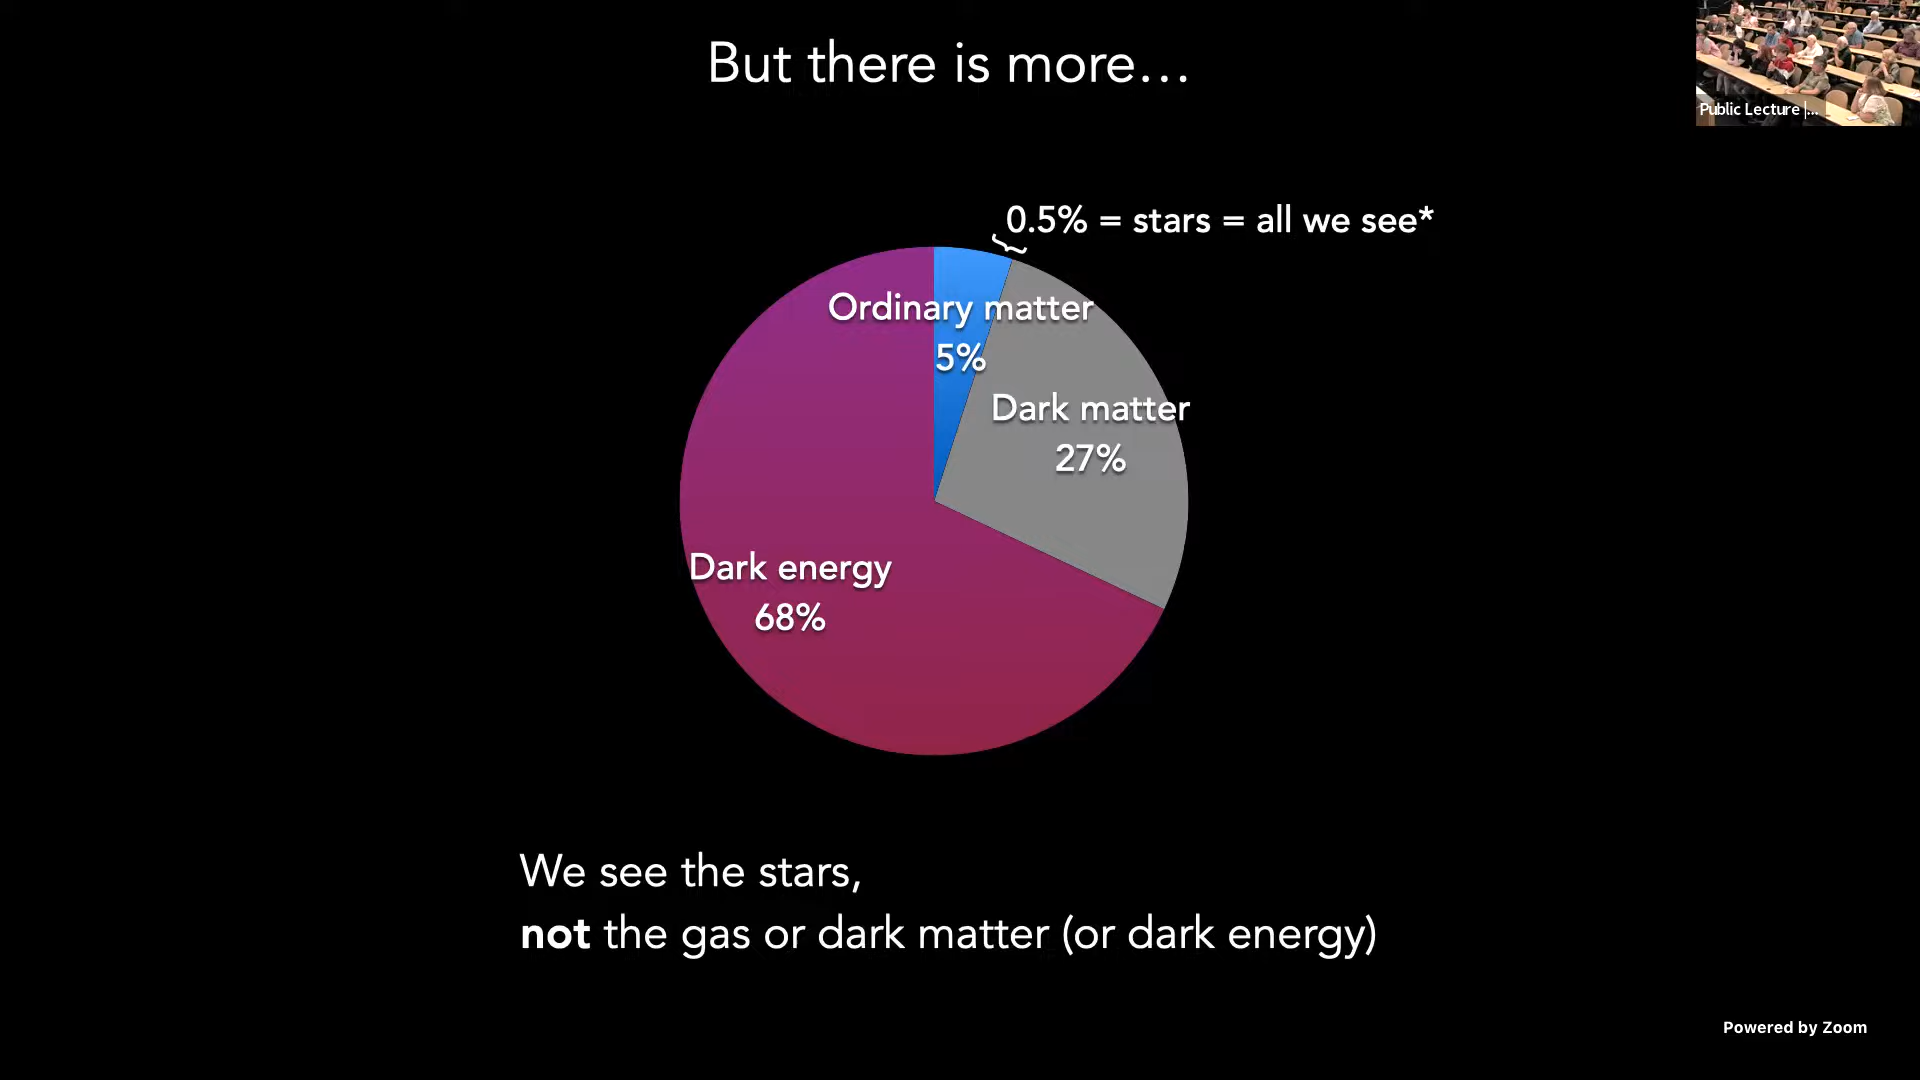 But there is more...
Public Lecture |...
0.5% = stars = all we see*
Ordinary matter
5%
Dark matter
27%
Dark energy
68%
We see the stars,
not the gas or dark matter (or dark energy)
Powered by Zoom